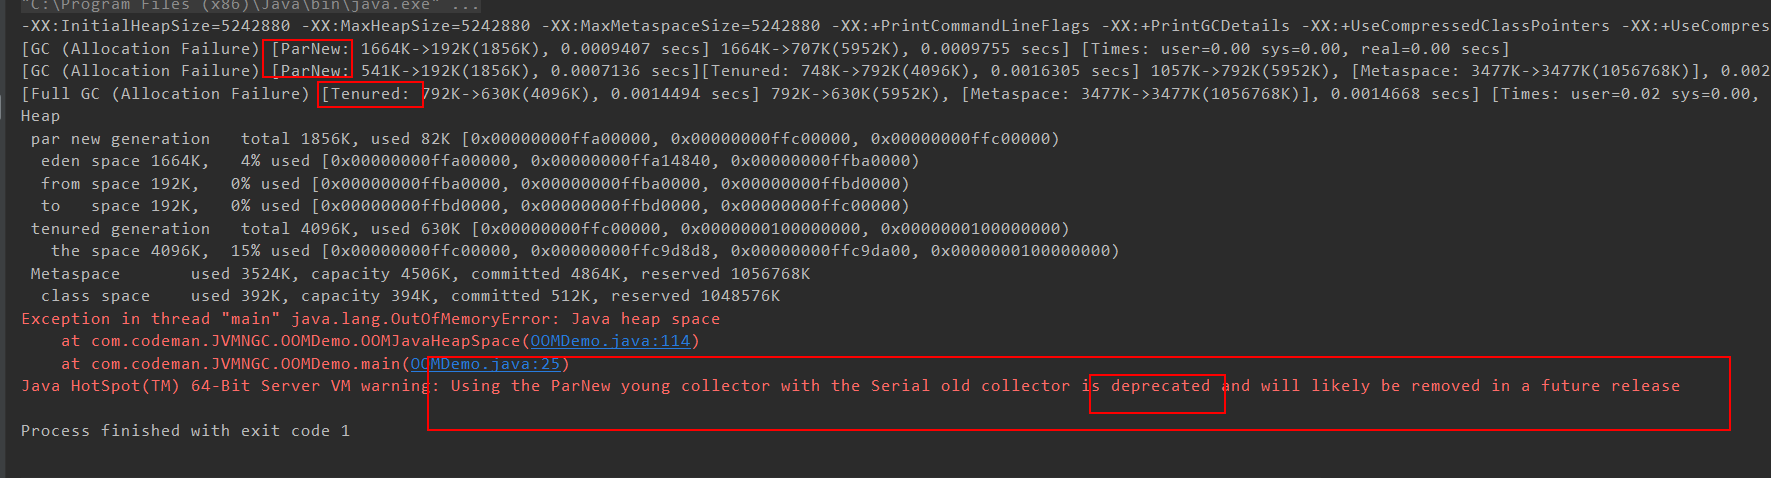 "C:\Program Files (x86)\Java\bin\java.exe" ...
-XX:InitialHeapSize=5242880 -XX:MaxHeapSize=5242880 -XX:MaxMetaspaceSize=5242880 -XX:+PrintCommandLineFlags -XX:+PrintGCDetails -XX:+UseCompressedClassPointers -XX:+UseCompres
[GC (Allocation Failure) [ParNew: 1664K->192K(1856K), 0.0009407 secs] 1664K->707K(5952K), 0.0009755 secs] [Times: user=0.00 sys=0.00, real=0.00 secs]
[GC (Allocation Failure) [ParNew: 541K->192K(1856K), 0.0007136 secs][Tenured: 748K->792K(4096K), 0.0016305 secs] 1057K->792K(5952K), [Metaspace: 3477K->3477K(1056768K)], 0.002
[Full GC (Allocation Failure) [Tenured: 792K->630K(4096K), 0.0014494 secs] 792K->630K(5952K), [Metaspace: 3477K->3477K(1056768K)], 0.0014668 secs] [Times: user=0.02 sys=0.00,
Heap
par new generation total 1856K, used 82K [0x00000000ffa00000, 0x00000000ffc00000, 0x00000000ffc00000)
eden space 1664K, 4% used [0x00000000ffa00000, 0x00000000ffa14840, 0x00000000ffba0000)
from space 192K, 0% used [0x00000000ffba0000, 0x00000000ffba0000, 0x00000000ffbd0000)
to space 192K, 0% used [0x00000000ffbd0000, 0x00000000ffbd0000, 0x00000000ffc00000)
tenured generation total 4096K, used 630K [0x00000000ffc00000, 0x0000000100000000, 0x0000000100000000)
the space 4096K, 15% used [0x00000000ffc00000, 0x00000000ffc9d8d8, 0x00000000ffc9da00, 0x0000000100000000)
Metaspace used 3524K, capacity 4506K, committed 4864K, reserved 1056768K
class space used 392K, capacity 394K, committed 512K, reserved 1048576K
Exception in thread "main" java.lang.OutOfMemoryError: Java heap space
at com.codeman.JVMNGC.OOMDemo.OOMJavaHeapSpace(OOMDemo.java:114)
at com.codeman.JVMNGC.OOMDemo.main(OOMDemo.java:25)
Java HotSpot(TM) 64-Bit Server VM warning: Using the ParNew young collector with the Serial old collector is deprecated and will likely be removed in a future release
Process finished with exit code 1